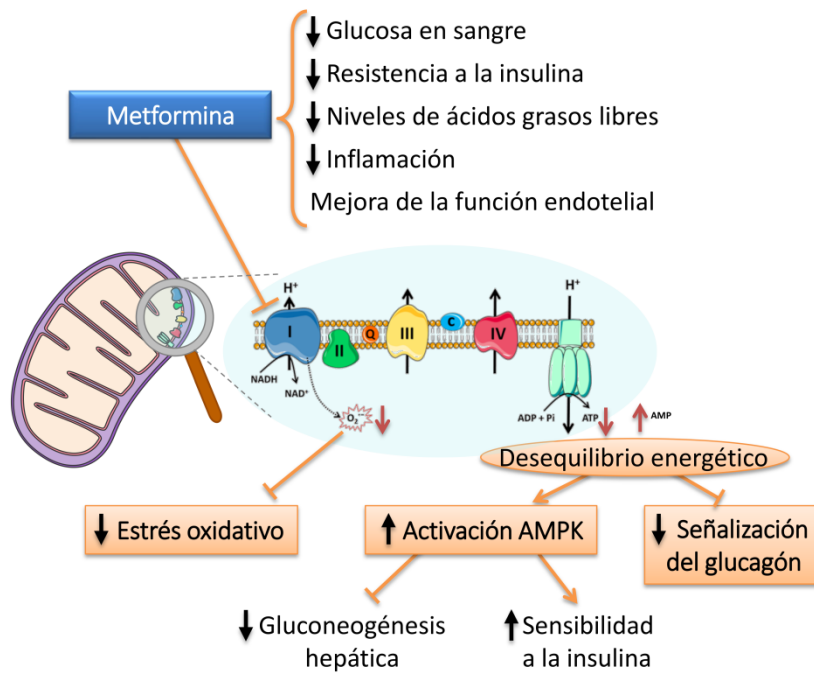 Glucosa en sangre
Resistencia a la insulina
Metformina
Niveles de ácidos grasos libres
Inflamación
Mejora de la función endotelial
H⁺
H⁺
I
II
Q
III
C
IV
NADH
NAD⁺
O₂
ADP + Pi
ATP
AMP
Desequilibrio energético
Estrés oxidativo
Activación AMPK
Señalización
del glucagón
Gluconeogénesis
hepática
Sensibilidad
a la insulina